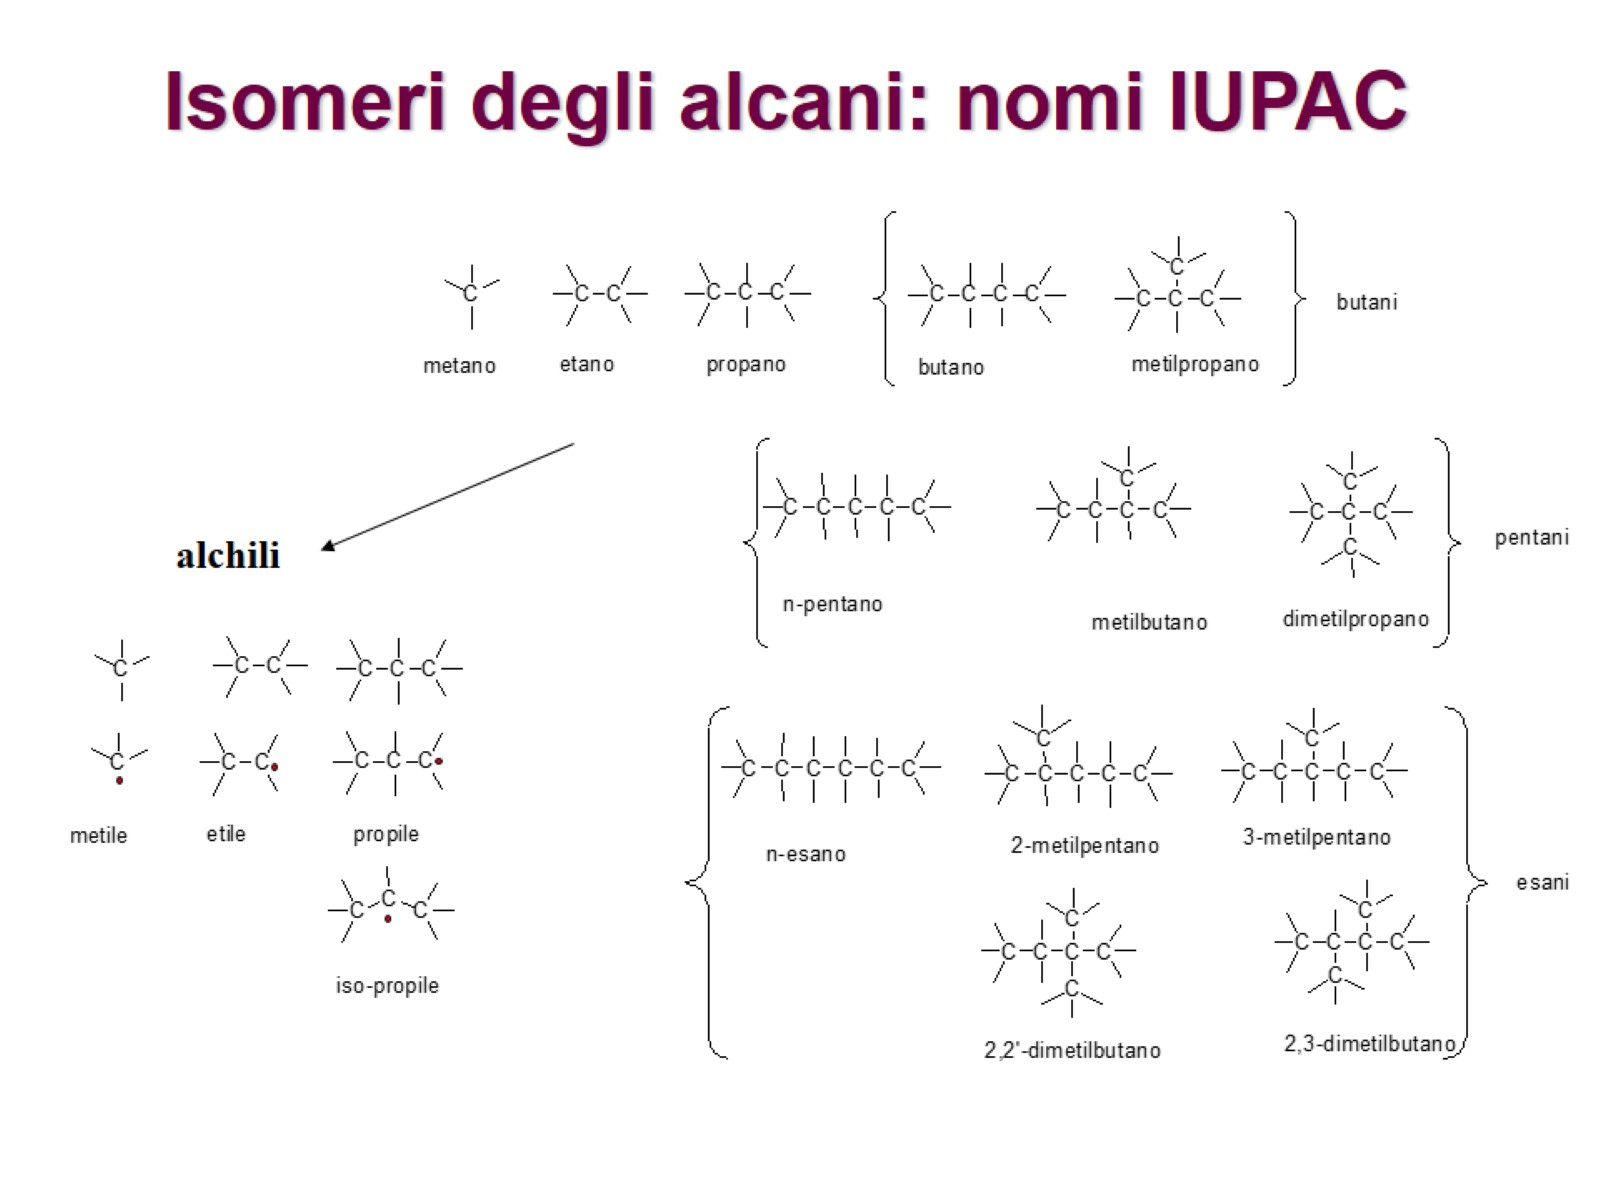 Isomeri degli alcani: nomi IUPAC
C
C C
C C C
C C C C
C
C C C
metano
etano
propano
butano
metilpropano
butani
C C C C C
C
C C C C
C
C C C
C
n-pentano
metilbutano
dimetilpropano
pentani
alchili
C
C C
C C C
C
C C
C C C
metile
etile
propile
C C C
iso-propile
C C C C C C
C
C C C C C
C
C C C C C
n-esano
2-metilpentano
3-metilpentano
C
C C C C
C
C
C C C C
C
2,2'-dimetilbutano
2,3-dimetilbutano
esani